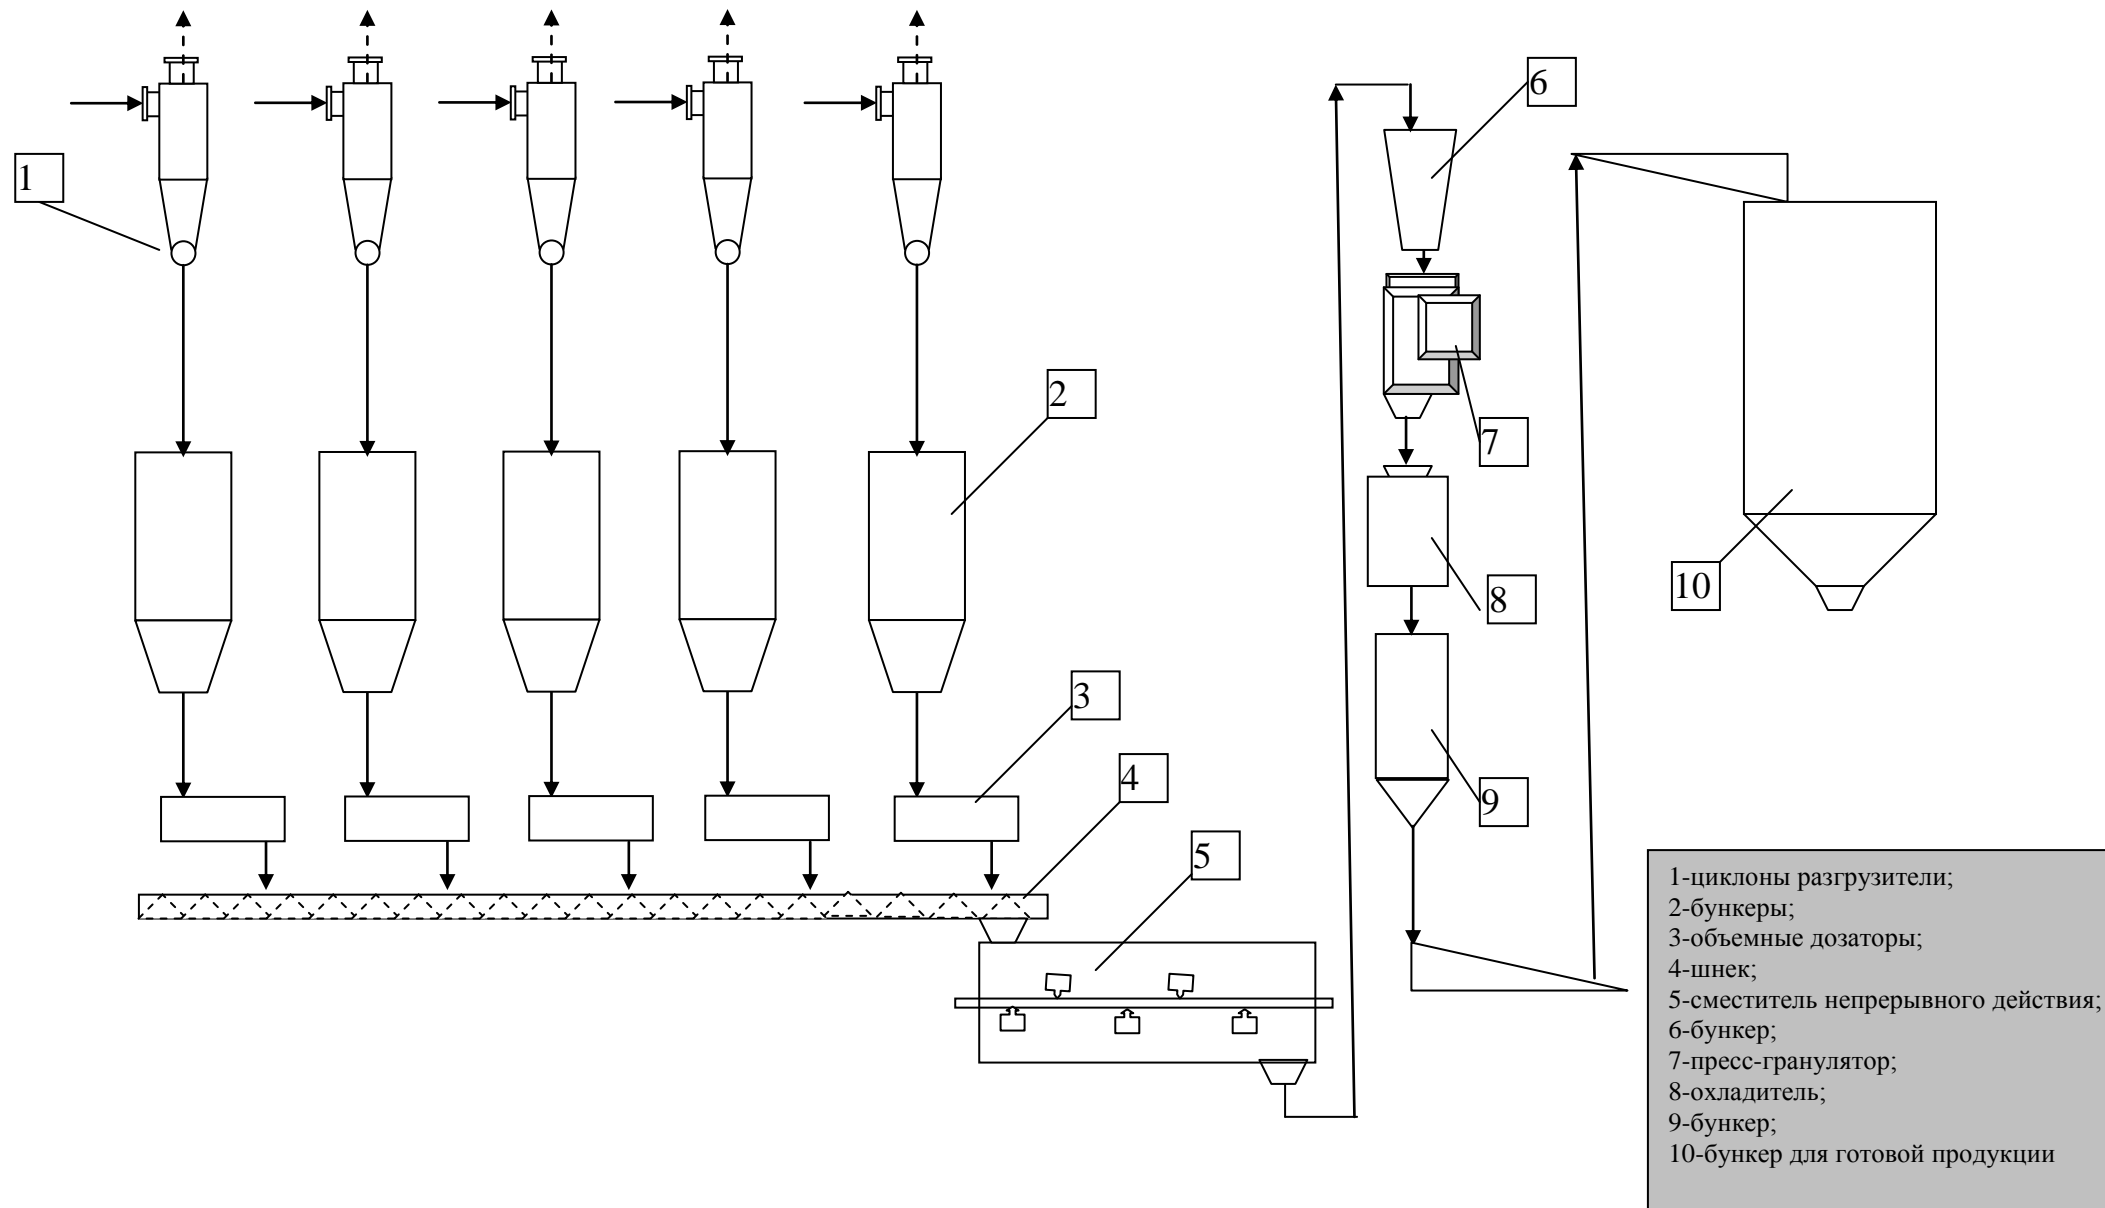 6
1
2
7
8
10
3
4
9
5
1-циклоны разгрузители;
2-бункеры;
3-объемные дозаторы;
4-шнек;
5-сместитель непрерывного действия;
6-бункер;
7-пресс-гранулятор;
8-охладитель;
9-бункер;
10-бункер для готовой продукции